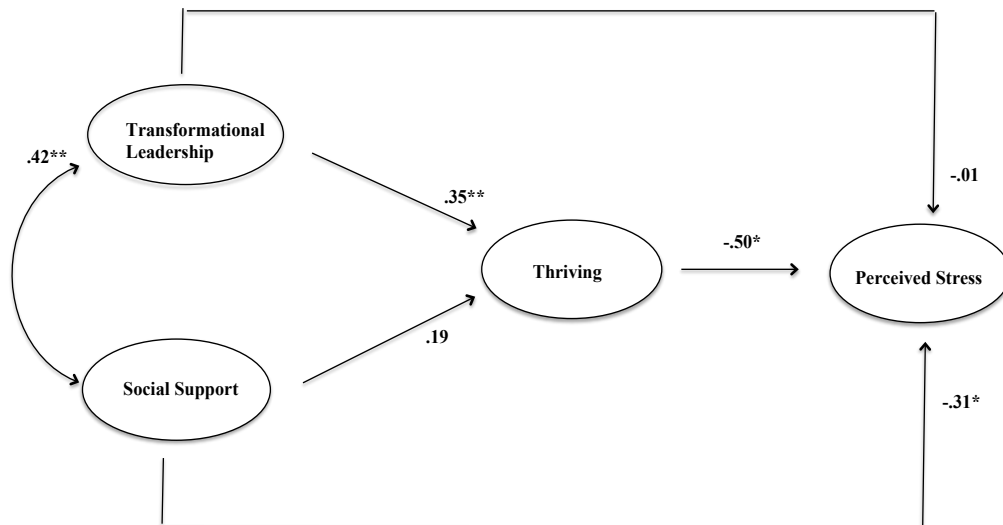 Transformational
Leadership
.42**
-.01
.35**
-.50*
Thriving
Perceived Stress
.19
Social Support
-.31*